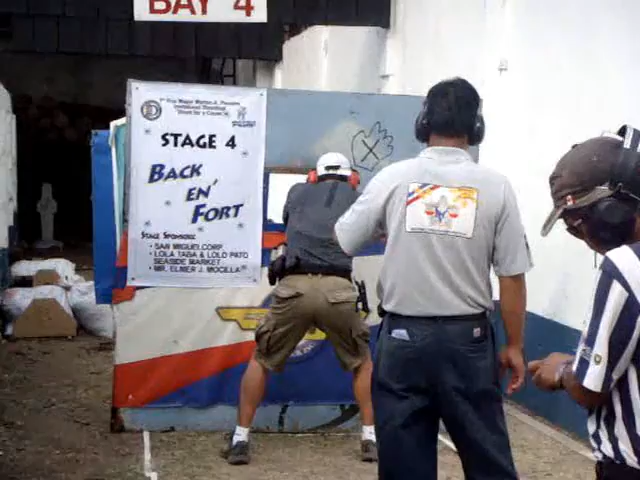 BAY 4
STAGE 4
BACK
EN'
FORT
STAGE SPONSORS:
• SAN MIGUEL CORP
• LOLA TABA & LOLO PATO
SEASIDE MARKET
• MR. ELMER J. MOCILLA